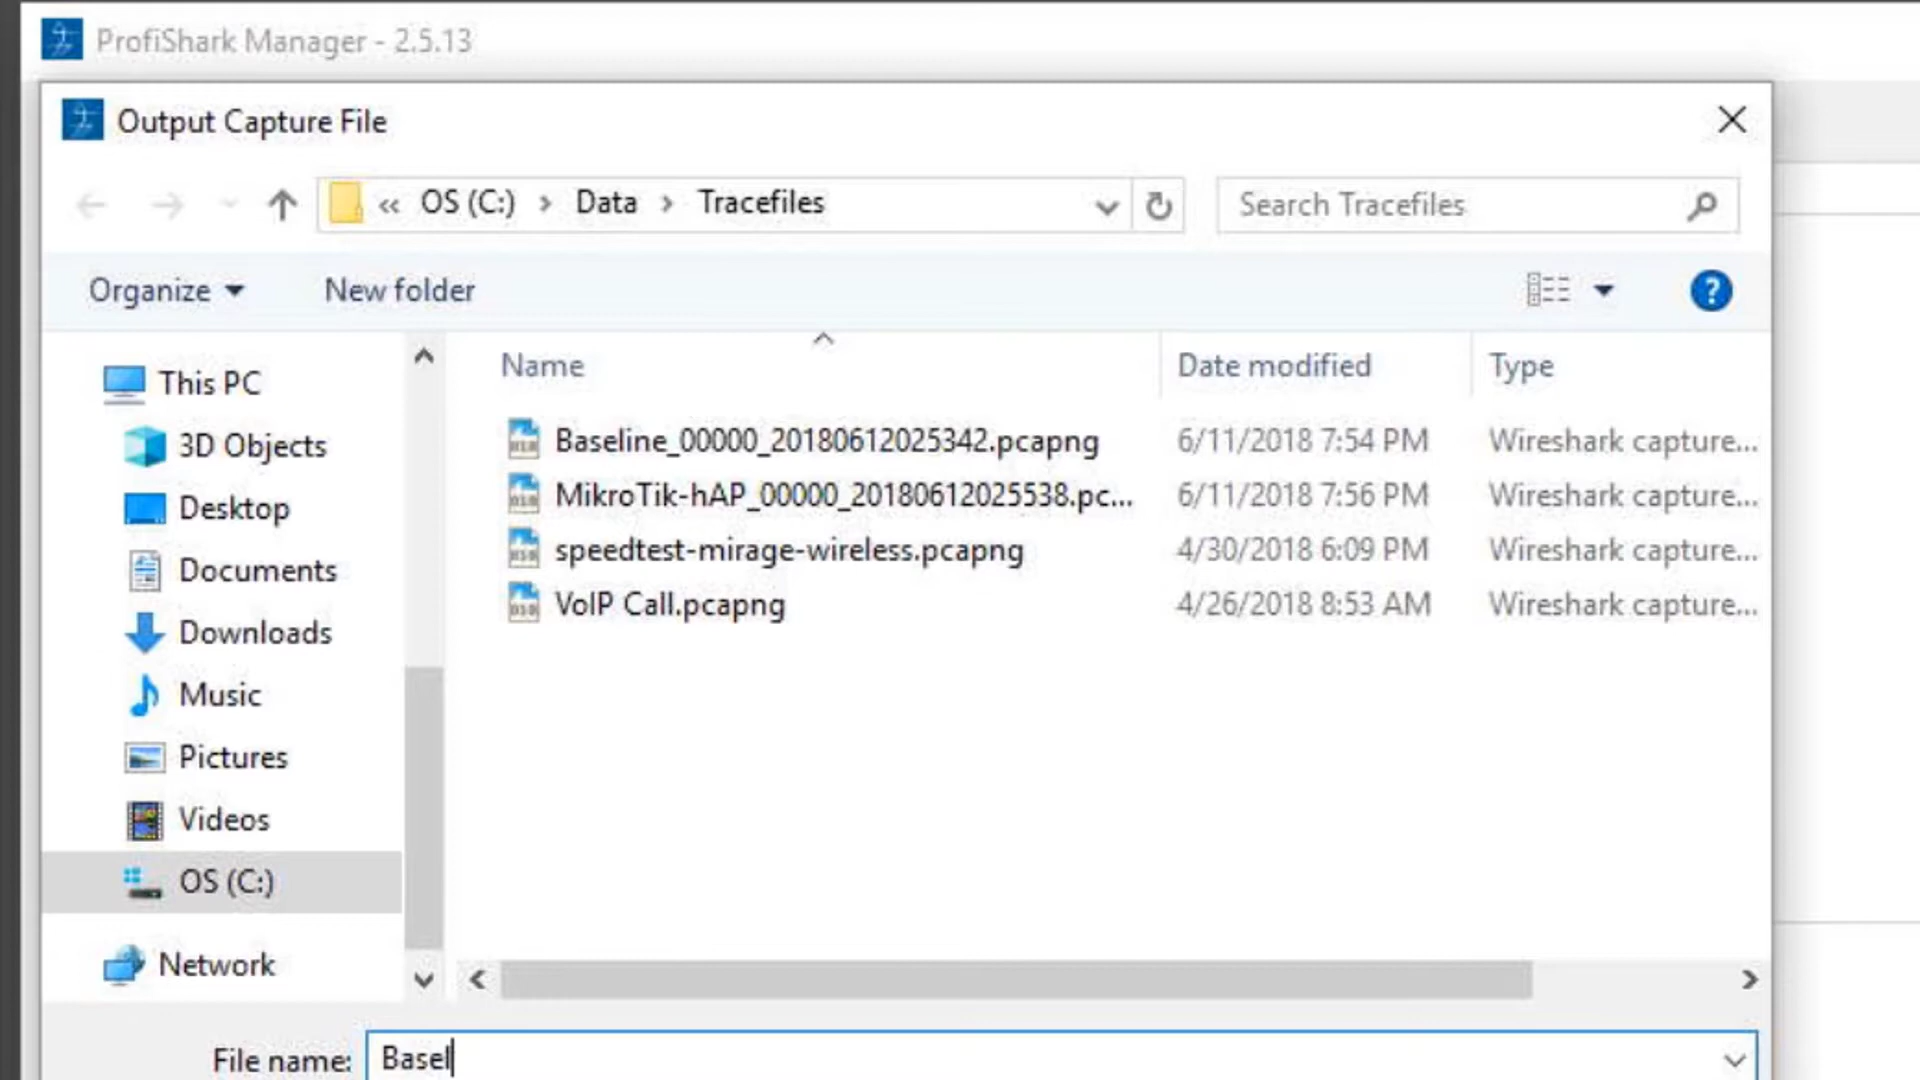 ProfiShark Manager - 2.5.13
Output Capture File
« OS (C:) › Data › Tracefiles
Search Tracefiles
Organize
New folder
?
This PC
3D Objects
Desktop
Documents
Downloads
Music
Pictures
Videos
OS (C:)
Network
Name Date modified Type
Baseline_00000_20180612025342.pcapng 6/11/2018 7:54 PM Wireshark capture...
MikroTik-hAP_00000_20180612025538.pc... 6/11/2018 7:56 PM Wireshark capture...
speedtest-mirage-wireless.pcapng 4/30/2018 6:09 PM Wireshark capture...
VoIP Call.pcapng 4/26/2018 8:53 AM Wireshark capture...
File name: Basel